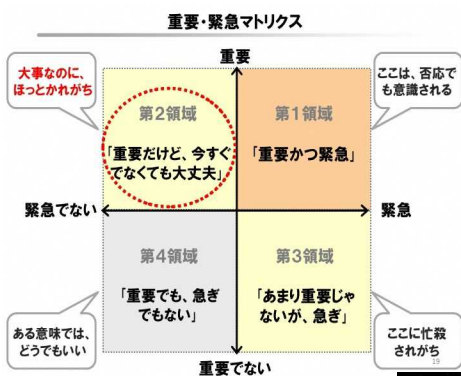 重要・緊急マトリクス
重要
大事なのに、
ほっとかれがち
ここは、否応で
も意識される
第2領域
「重要だけど、今すぐ
でなくても大丈夫」
第1領域
「重要かつ緊急」
緊急でない
緊急
第4領域
「重要でも、急ぎ
でもない」
第3領域
「あまり重要じゃ
ないが、急ぎ」
ある意味では、
どうでもいい
ここに忙殺
されがち
19
重要でない